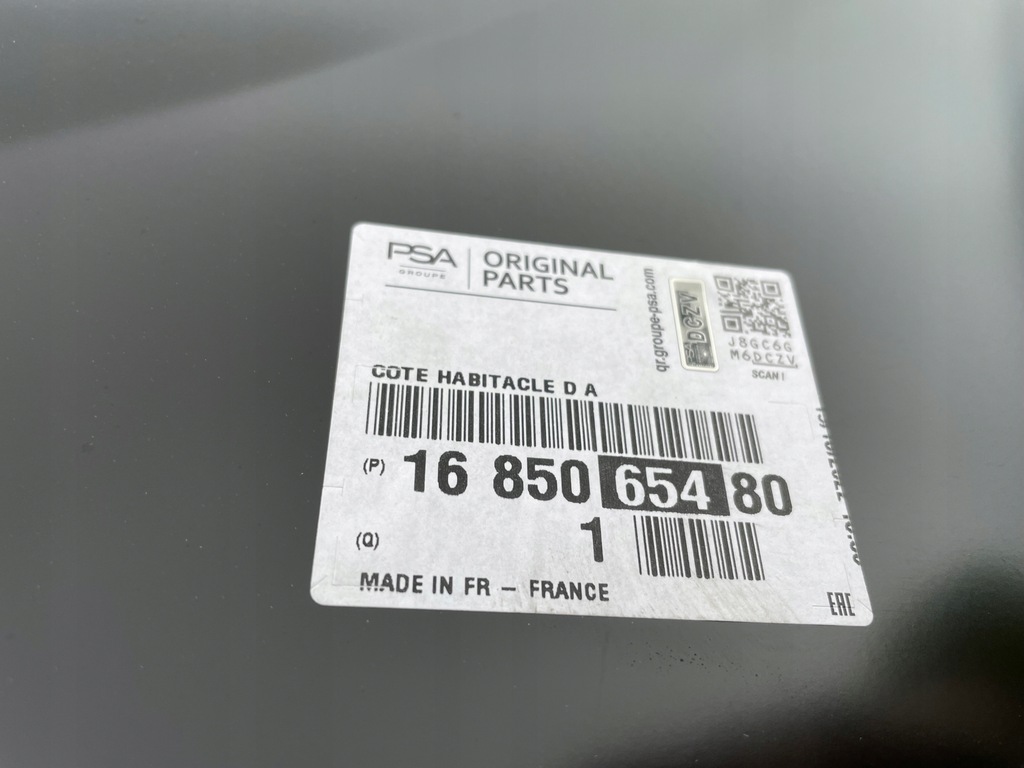 PSA
GROUPE
ORIGINAL
PARTS
qr.groupe-psa.com
DCZV
J8GC6G
M6DCZV
SCAN!
COTE HABITACLE D A
(P) 16 850 654 80
(Q) 1
MADE IN FR – FRANCE
EAC